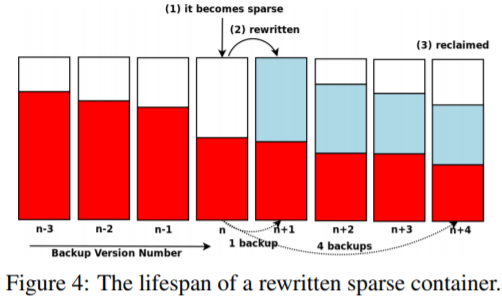 (1) it becomes sparse
(2) rewritten
(3) reclaimed
n-3 n-2 n-1 n n+1 n+2 n+3 n+4
1 backup 4 backups
Backup Version Number
Figure 4: The lifespan of a rewritten sparse container.